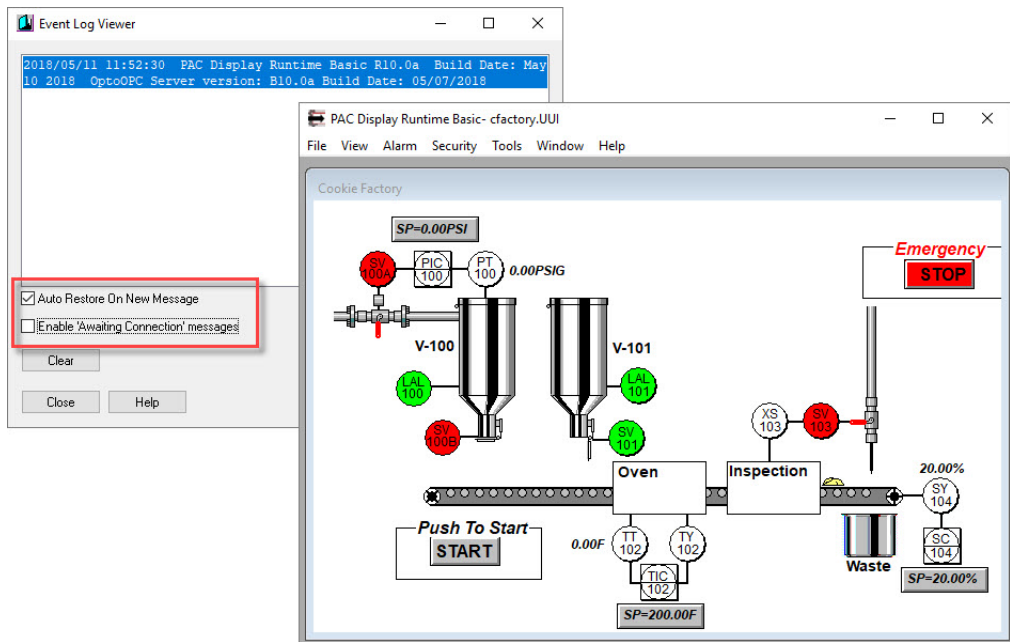 Event Log Viewer
2018/05/11 11:52:30  PAC Display Runtime Basic R10.0a  Build Date: May
10 2018  OptoOPC Server version: B10.0a Build Date: 05/07/2018
Auto Restore On New Message
Enable 'Awaiting Connection' messages
Clear
Close
Help
PAC Display Runtime Basic- cfactory.UUI
File View Alarm Security Tools Window Help
Cookie Factory
SP=0.00PSI
SV
100A
PIC
100
PT
100
0.00PSIG
Emergency
STOP
V-100
V-101
LAL
100
LAL
101
SV
100B
SV
101
XS
103
SV
103
Oven
Inspection
20.00%
SY
104
Push To Start
START
0.00F
TT
102
TY
102
TIC
102
SP=200.00F
Waste
SC
104
SP=20.00%